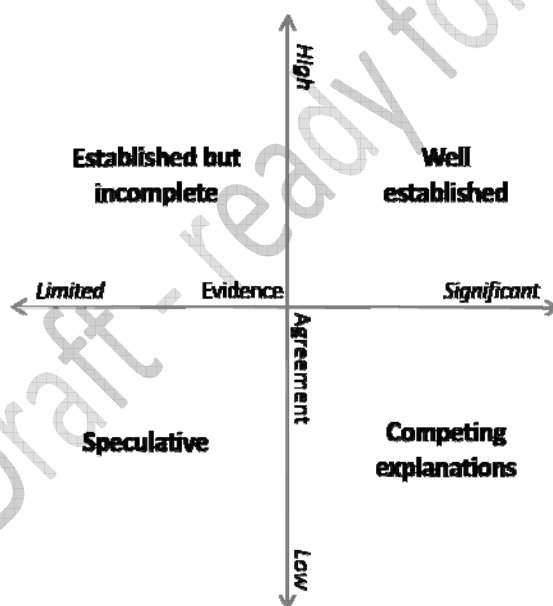 High
Established but
incomplete
Well
established
Limited
Evidence
Significant
Agreement
Speculative
Competing
explanations
Low
Draft - ready for